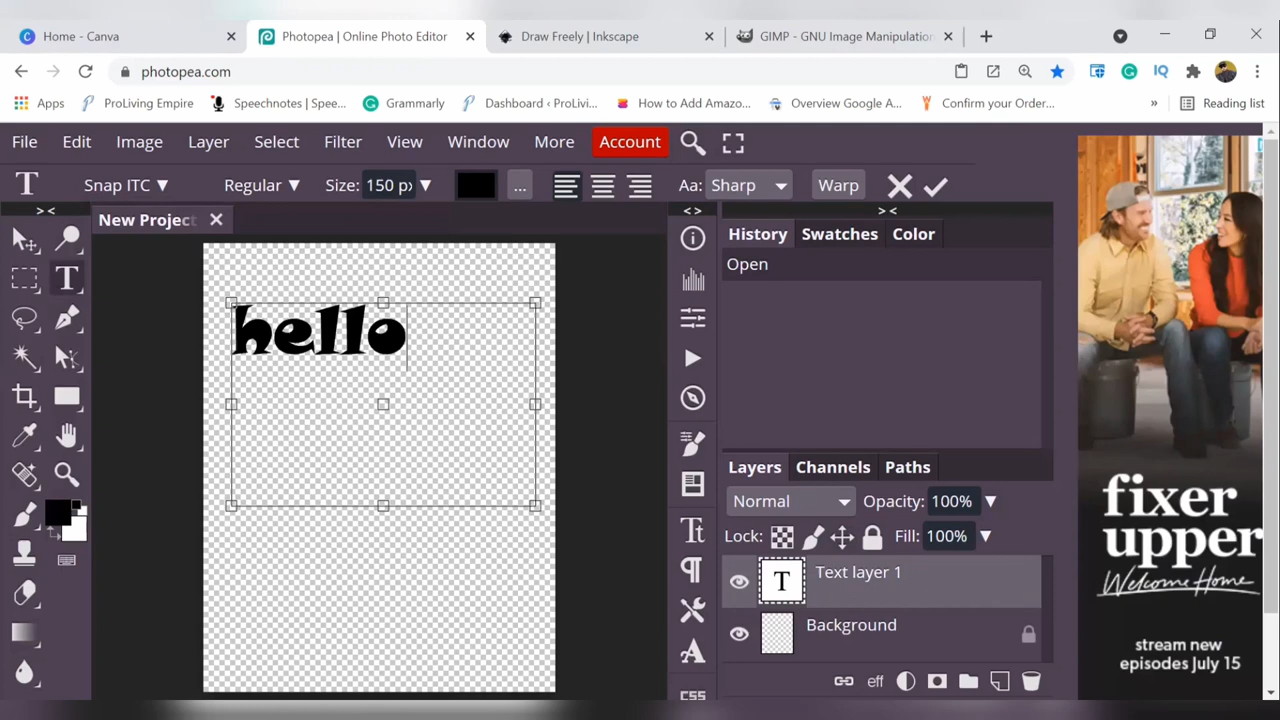 Home - Canva
Photopea | Online Photo Editor
Draw Freely | Inkscape
GIMP - GNU Image Manipulation
photopea.com
Apps
ProLiving Empire
Speechnotes | Spee...
Grammarly
Dashboard ‹ ProLivi...
How to Add Amazo...
Overview Google A...
Confirm your Order...
»
Reading list
File
Edit
Image
Layer
Select
Filter
View
Window
More
Account
T
Snap ITC
Regular
Size: 150 px
...
Aa: Sharp
Warp
> <
New Project
< >
> <
History
Swatches
Color
Open
T
hello
Layers
Channels
Paths
Normal
Opacity: 100%
Lock:
Fill: 100%
Tt
T
Text layer 1
Background
A
eff
CSS
fixer
upper
Welcome Home
stream new
episodes July 15